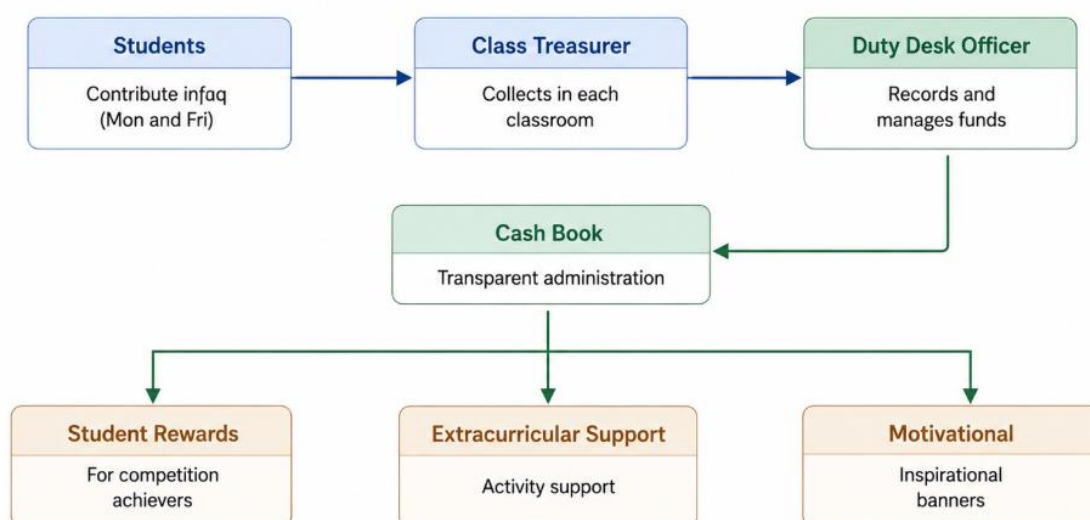 Students
Contribute infaq
(Mon and Fri)
Class Treasurer
Collects in each
classroom
Duty Desk Officer
Records and
manages funds
Cash Book
Transparent administration
Student Rewards
For competition
achievers
Extracurricular Support
Activity support
Motivational
Inspirational
banners